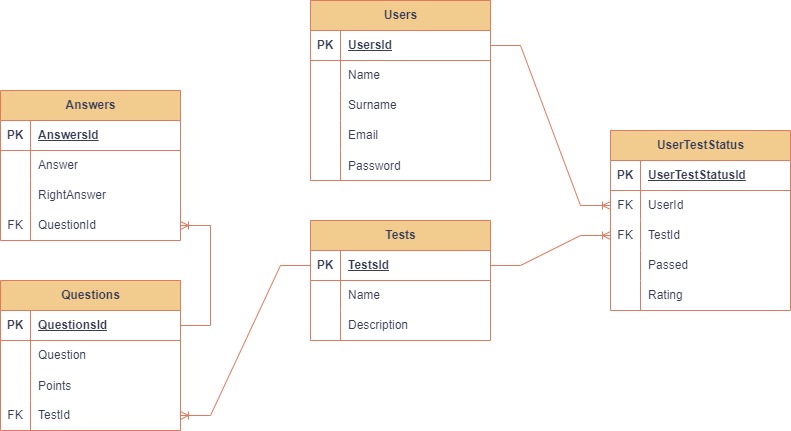 Users
PK UsersId
Name
Surname
Email
Password
Answers
PK AnswersId
Answer
RightAnswer
FK QuestionId
UserTestStatus
PK UserTestStatusId
FK UserId
FK TestId
Passed
Rating
Tests
PK TestsId
Name
Description
Questions
PK QuestionsId
Question
Points
FK TestId